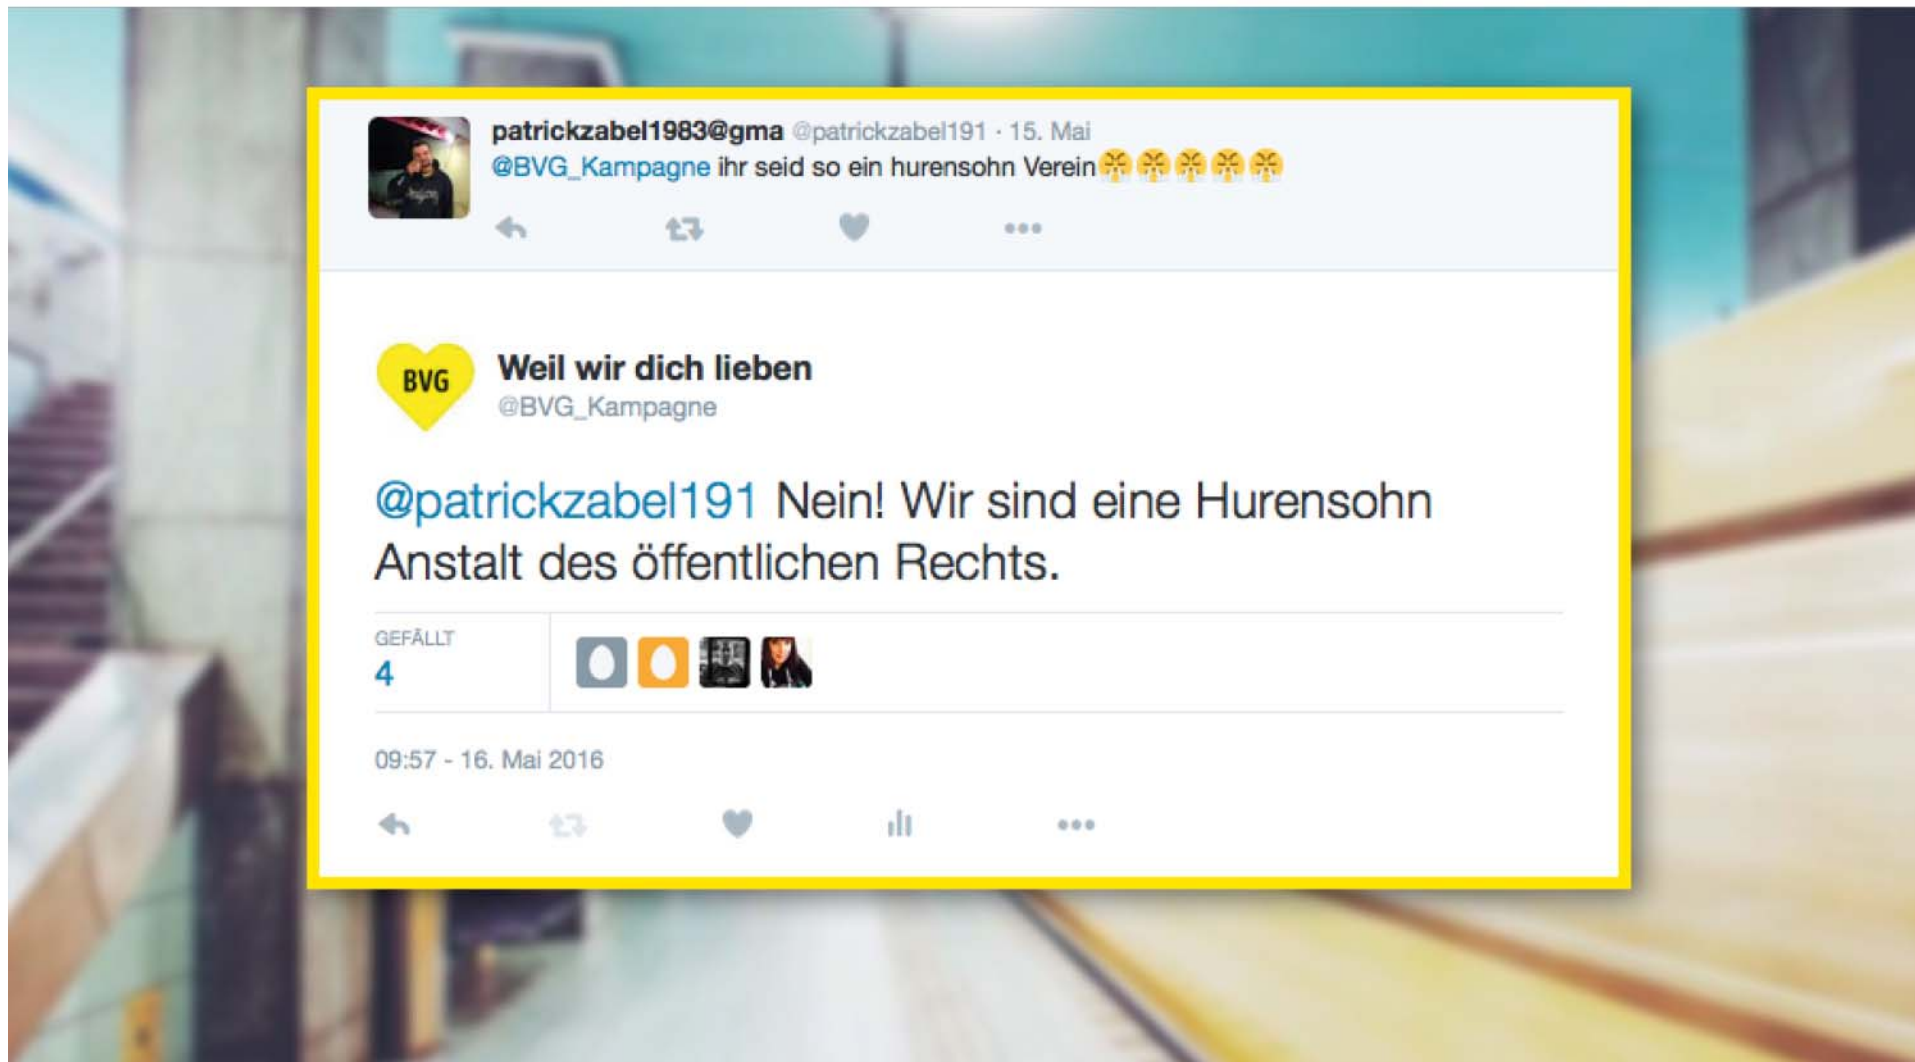 patrickzabel1983@gma @patrickzabel191 · 15. Mai
@BVG_Kampagne ihr seid so ein hurensohn Verein😤😤😤😤😤
BVG
Weil wir dich lieben
@BVG_Kampagne
@patrickzabel191 Nein! Wir sind eine Hurensohn
Anstalt des öffentlichen Rechts.
GEFÄLLT
4
09:57 - 16. Mai 2016